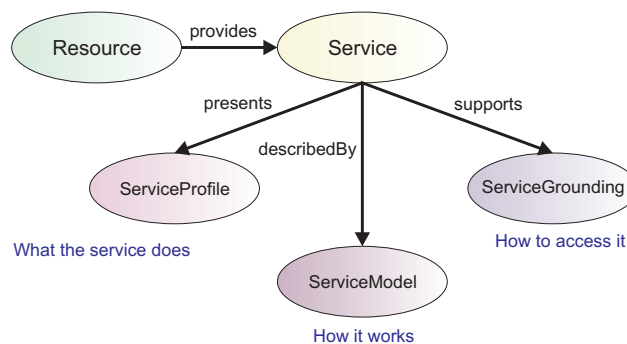 provides
Resource
Service
presents
supports
describedBy
ServiceProfile
ServiceGrounding
What the service does
How to access it
ServiceModel
How it works